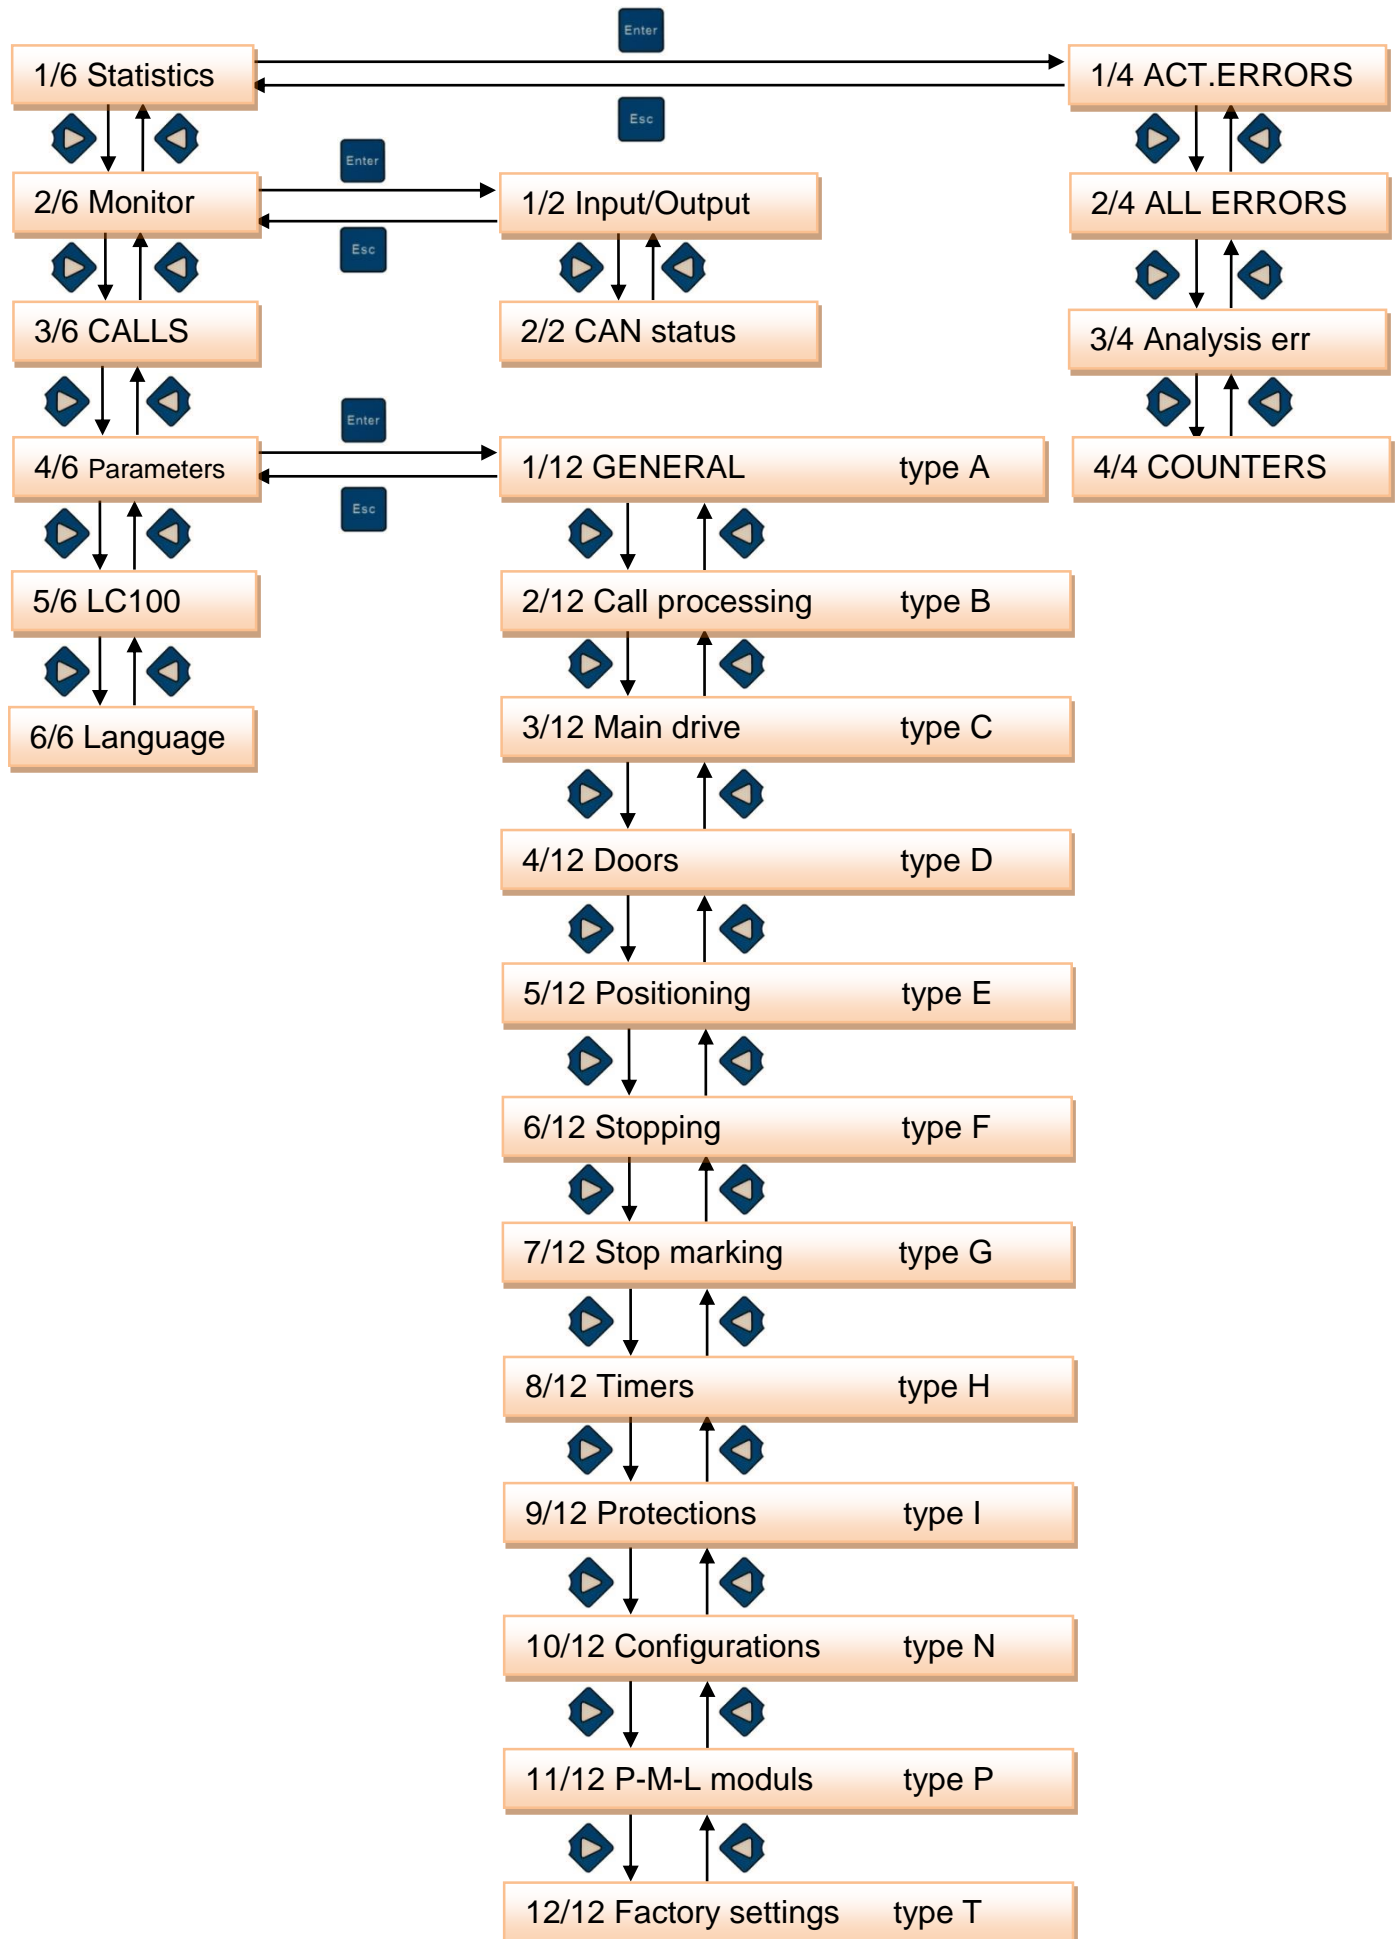 Enter
1/6 Statistics
1/4 ACT.ERRORS
Esc
Enter
2/6 Monitor
1/2 Input/Output
2/4 ALL ERRORS
Esc
3/6 CALLS
2/2 CAN status
3/4 Analysis err
Enter
4/6 Parameters
1/12 GENERAL type A
4/4 COUNTERS
Esc
5/6 LC100
2/12 Call processing type B
6/6 Language
3/12 Main drive type C
4/12 Doors type D
5/12 Positioning type E
6/12 Stopping type F
7/12 Stop marking type G
8/12 Timers type H
9/12 Protections type I
10/12 Configurations type N
11/12 P-M-L moduls type P
12/12 Factory settings type T